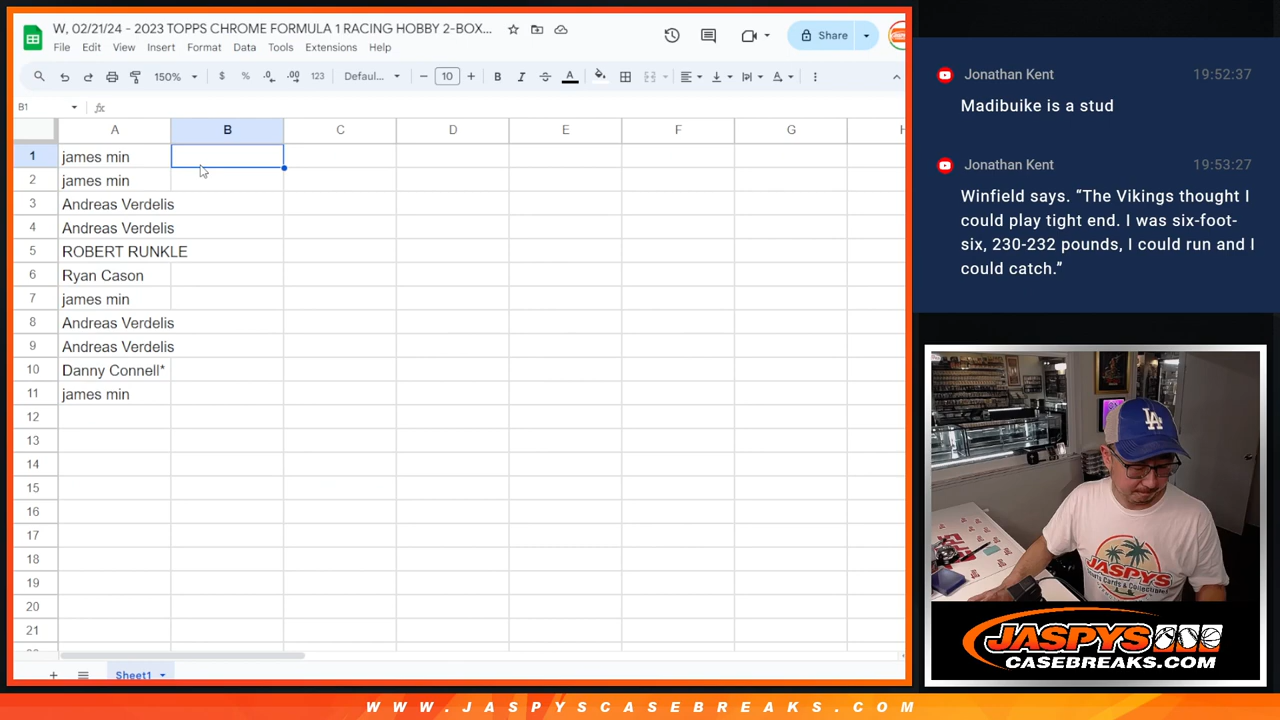 W, 02/21/24 - 2023 TOPPS CHROME FORMULA 1 RACING HOBBY 2-BOX...
File Edit View Insert Format Data Tools Extensions Help
Share
150% $ % .0 .00 123 Defaul... 10 B I A
B1 fx
A B C D E F G H
1 james min
2 james min
3 Andreas Verdelis
4 Andreas Verdelis
5 ROBERT RUNKLE
6 Ryan Cason
7 james min
8 Andreas Verdelis
9 Andreas Verdelis
10 Danny Connell*
11 james min
12
13
14
15
16
17
18
19
20
21
Sheet1
Jonathan Kent 19:52:37
Madibuike is a stud
Jonathan Kent 19:53:27
Winfield says. “The Vikings thought I
could play tight end. I was six-foot-
six, 230-232 pounds, I could run and I
could catch.”
LA
JASPYS
JASPYS
CASEBREAKS.COM
WWW.JASPYSCASEBREAKS.COM